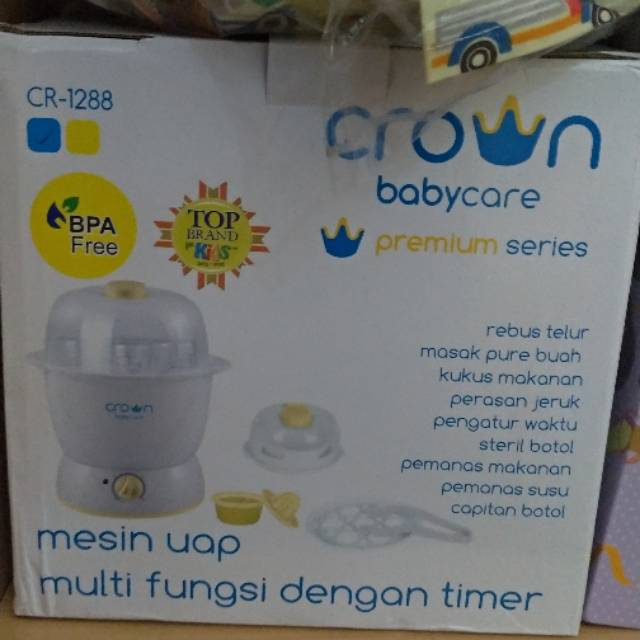 CR-1288
crown
babycare
premium series
BPA
Free
TOP
BRAND
KIDS
rebus telur
masak pure buah
kukus makanan
perasan jeruk
pengatur waktu
steril botol
pemanas makanan
pemanas susu
capitan botol
crown
babycare
mesin uap
multi fungsi dengan timer